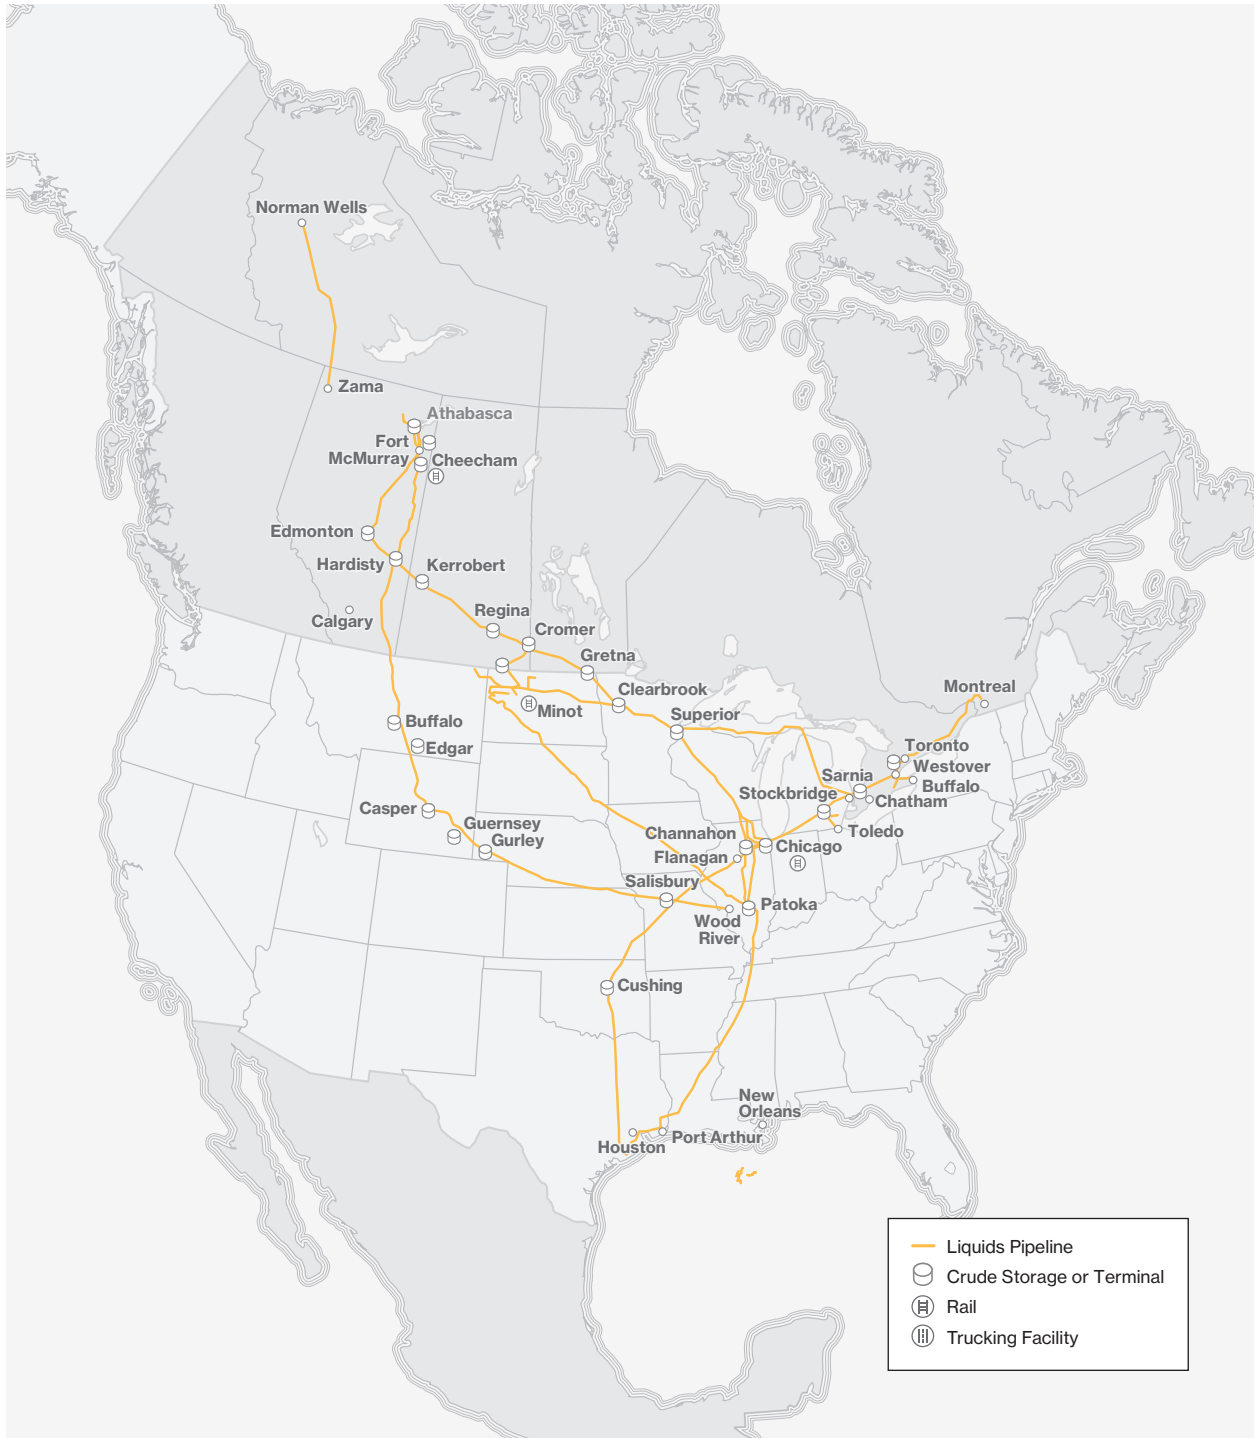 Norman Wells
Zama
Athabasca
Fort
McMurray
Cheecham
Edmonton
Hardisty
Kerrobert
Calgary
Regina
Cromer
Gretna
Clearbrook
Minot
Superior
Montreal
Buffalo
Edgar
Toronto
Westover
Buffalo
Sarnia
Stockbridge
Chatham
Toledo
Casper
Guernsey
Gurley
Channahon
Chicago
Flanagan
Salisbury
Patoka
Wood
River
Cushing
New
Orleans
Port Arthur
Houston
Liquids Pipeline
Crude Storage or Terminal
Rail
Trucking Facility